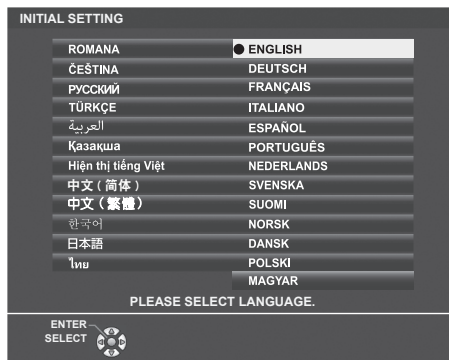 INITIAL SETTING
ROMANA
ČEŠTINA
РУССКИЙ
TÜRKÇE
العربية
Қазақша
Hiện thị tiếng Việt
中文（简体）
中文（繁體）
한국어
日本語
ไทย
ENGLISH
DEUTSCH
FRANÇAIS
ITALIANO
ESPAÑOL
PORTUGUÊS
NEDERLANDS
SVENSKA
SUOMI
NORSK
DANSK
POLSKI
MAGYAR
PLEASE SELECT LANGUAGE.
ENTER
SELECT